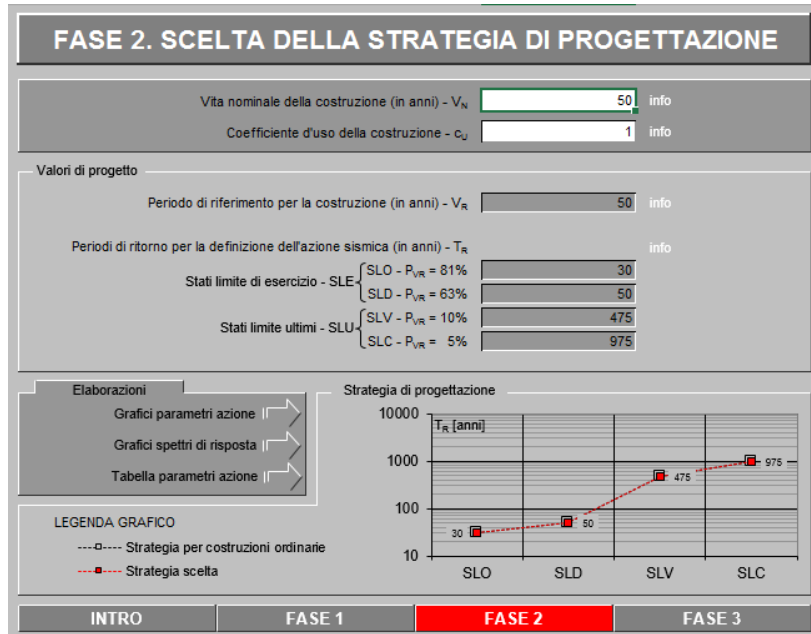 FASE 2. SCELTA DELLA STRATEGIA DI PROGETTAZIONE
Vita nominale della costruzione (in anni) - VN 50 info
Coefficiente d'uso della costruzione - cU 1 info
Valori di progetto
Periodo di riferimento per la costruzione (in anni) - VR 50 info
Periodi di ritorno per la definizione dell'azione sismica (in anni) - TR info
Stati limite di esercizio - SLE
SLO - PVR = 81% 30
SLD - PVR = 63% 50
Stati limite ultimi - SLU
SLV - PVR = 10% 475
SLC - PVR = 5% 975
Elaborazioni
Grafici parametri azione
Grafici spettri di risposta
Tabella parametri azione
LEGENDA GRAFICO
Strategia per costruzioni ordinarie
Strategia scelta
Strategia di progettazione
TR [anni]
10000
1000
100
10
30
50
475
975
SLO SLD SLV SLC
INTRO FASE 1 FASE 2 FASE 3